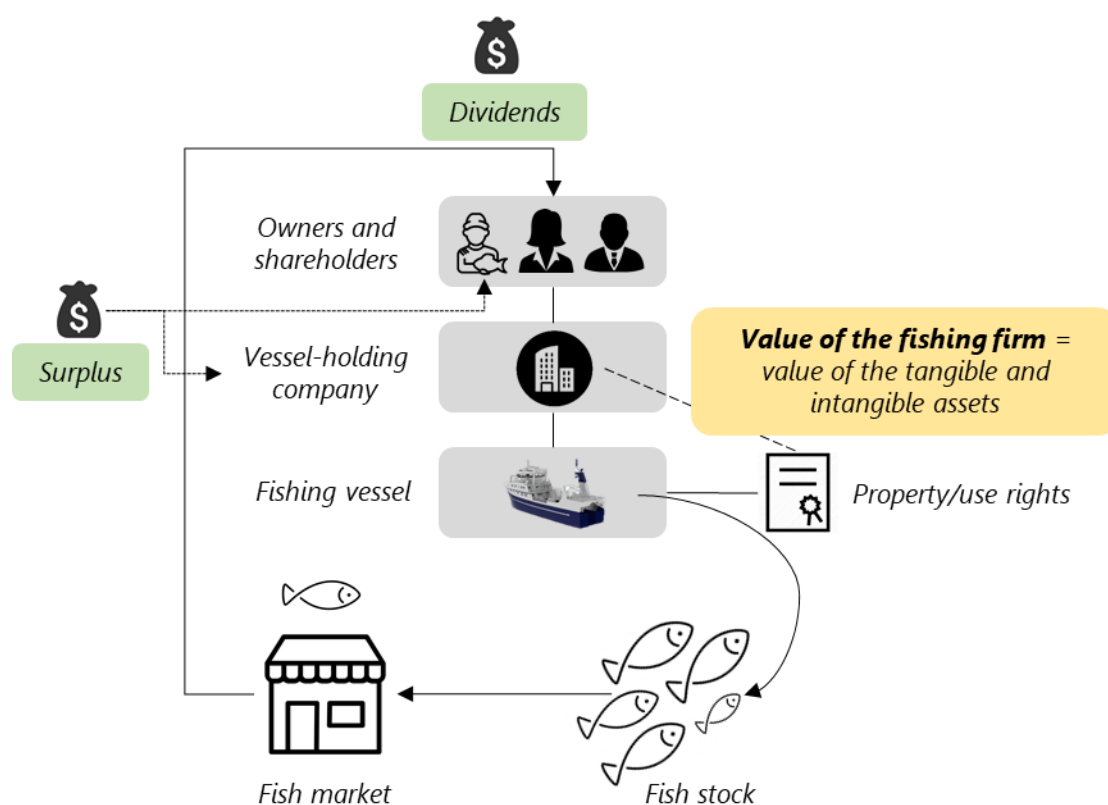 $
Dividends
Owners and
shareholders
$
Surplus
Vessel-holding
company
Value of the fishing firm =
value of the tangible and
intangible assets
Fishing vessel
Property/use rights
Fish market
Fish stock